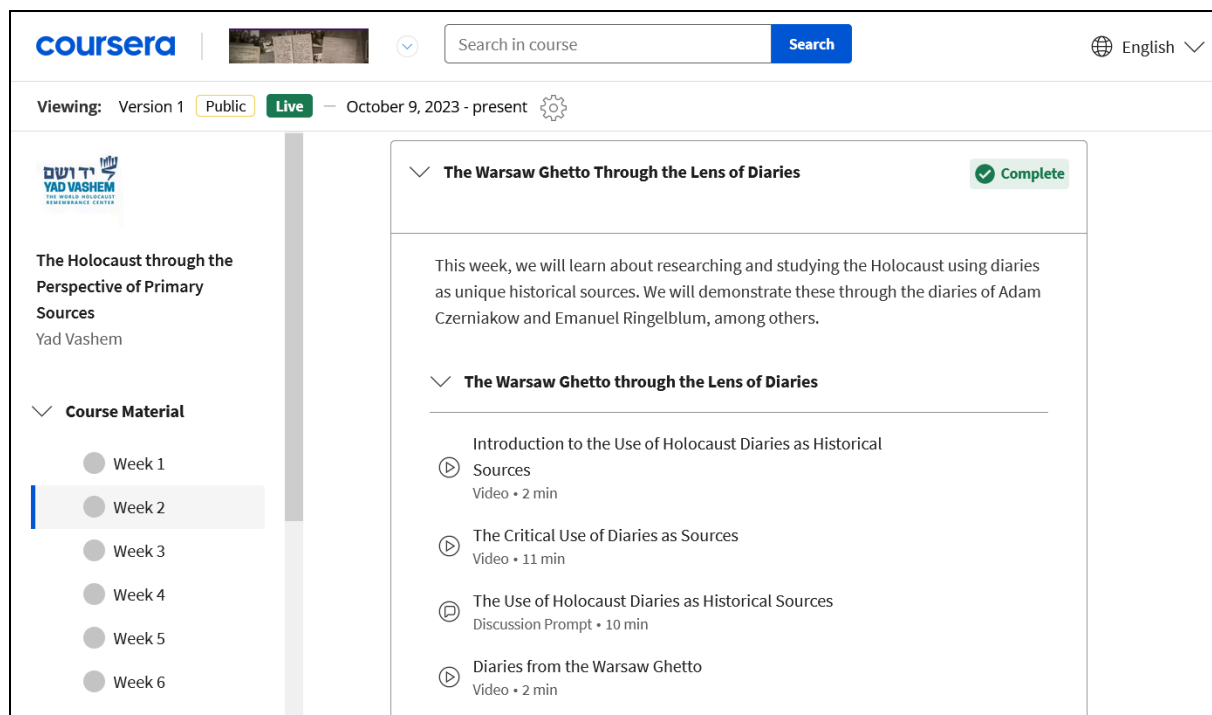 coursera
Search in course
Search
English
Viewing: Version 1 Public Live — October 9, 2023 - present
יד ושם
YAD VASHEM
THE WORLD HOLOCAUST
REMEMBRANCE CENTER
The Holocaust through the
Perspective of Primary
Sources
Yad Vashem
Course Material
Week 1
Week 2
Week 3
Week 4
Week 5
Week 6
The Warsaw Ghetto Through the Lens of Diaries
Complete
This week, we will learn about researching and studying the Holocaust using diaries
as unique historical sources. We will demonstrate these through the diaries of Adam
Czerniakow and Emanuel Ringelblum, among others.
The Warsaw Ghetto through the Lens of Diaries
Introduction to the Use of Holocaust Diaries as Historical
Sources
Video • 2 min
The Critical Use of Diaries as Sources
Video • 11 min
The Use of Holocaust Diaries as Historical Sources
Discussion Prompt • 10 min
Diaries from the Warsaw Ghetto
Video • 2 min